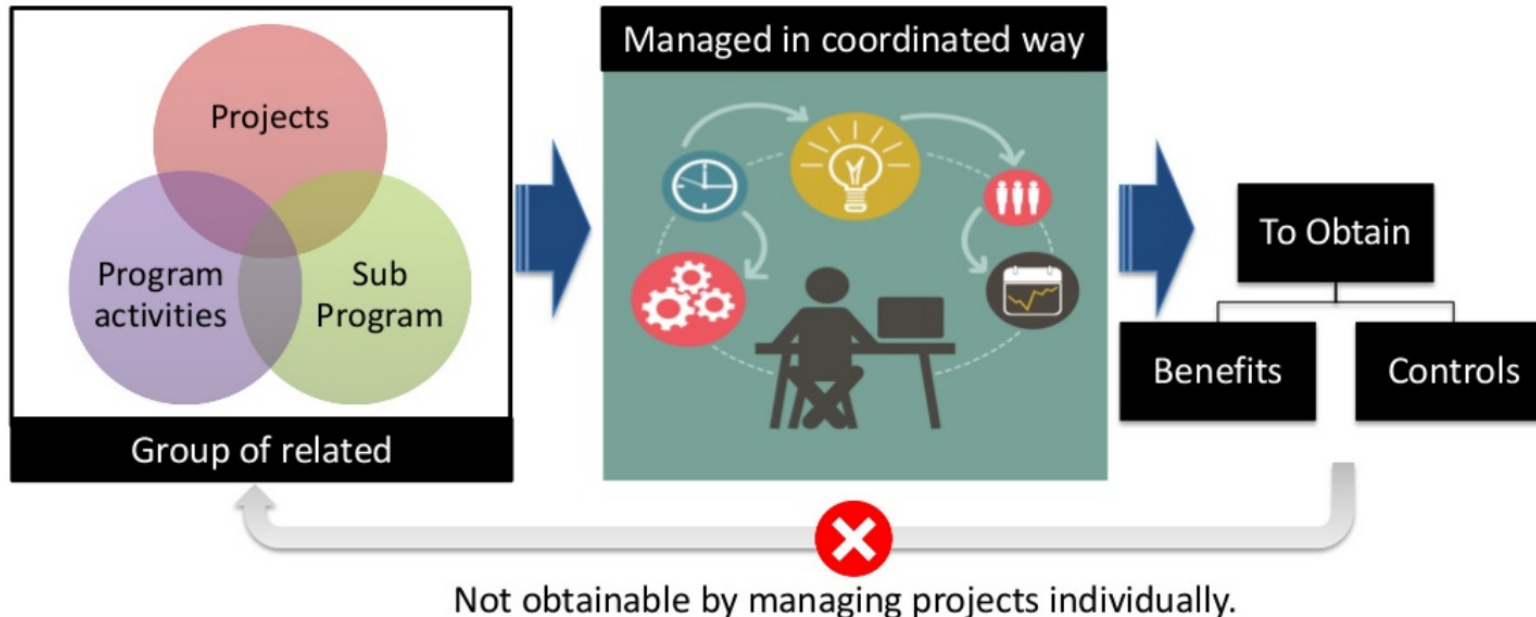 Projects
Program
activities
Sub
Program
Group of related
Managed in coordinated way
To Obtain
Benefits
Controls
Not obtainable by managing projects individually.